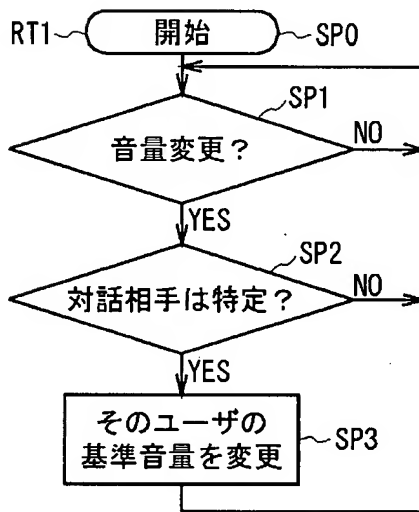 RT1 開始 SP0
SP1
音量変更？ NO
YES
SP2
対話相手は特定？ NO
YES
そのユーザの
基準音量を変更 SP3